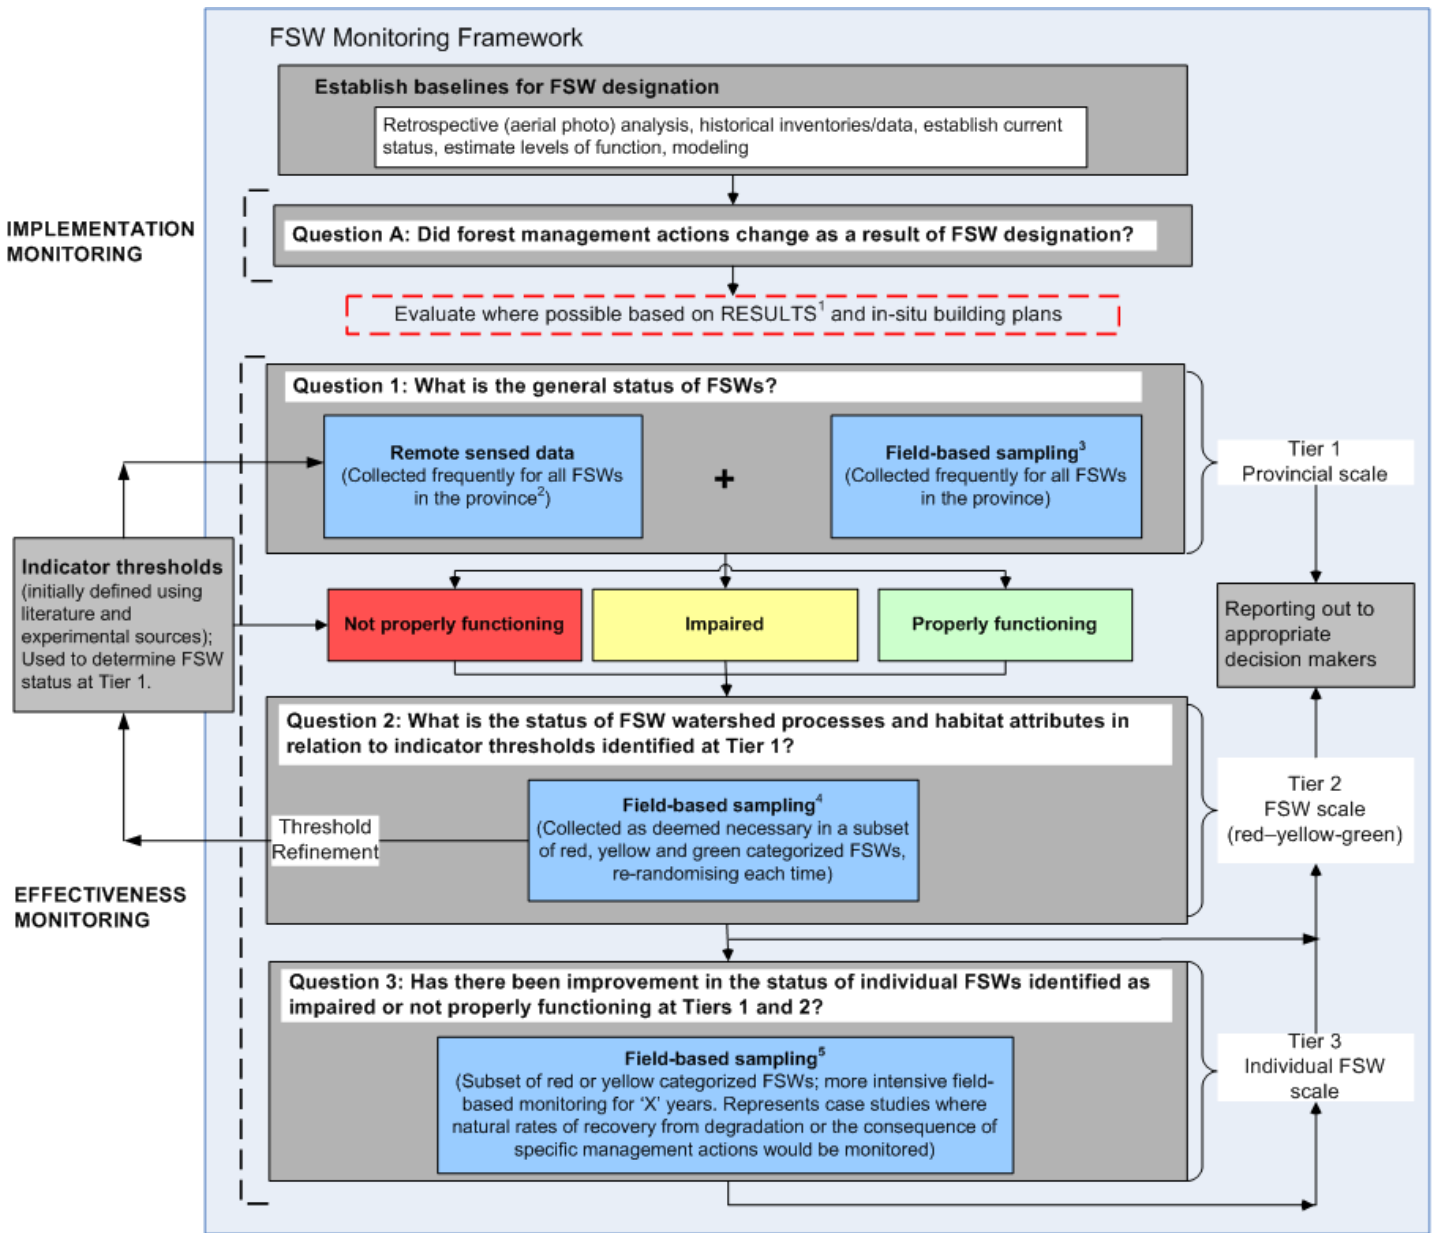 FSW Monitoring Framework
Establish baselines for FSW designation
Retrospective (aerial photo) analysis, historical inventories/data, establish current
status, estimate levels of function, modeling
IMPLEMENTATION
MONITORING
Question A: Did forest management actions change as a result of FSW designation?
Evaluate where possible based on RESULTS1 and in-situ building plans
Question 1: What is the general status of FSWs?
Remote sensed data
(Collected frequently for all FSWs
in the province2)
+
Field-based sampling3
(Collected frequently for all FSWs
in the province)
Tier 1
Provincial scale
Indicator thresholds
(initially defined using
literature and
experimental sources);
Used to determine FSW
status at Tier 1.
Not properly functioning
Impaired
Properly functioning
Reporting out to
appropriate
decision makers
Question 2: What is the status of FSW watershed processes and habitat attributes in
relation to indicator thresholds identified at Tier 1?
Field-based sampling4
(Collected as deemed necessary in a subset
of red, yellow and green categorized FSWs,
re-randomising each time)
Threshold
Refinement
Tier 2
FSW scale
(red–yellow-green)
EFFECTIVENESS
MONITORING
Question 3: Has there been improvement in the status of individual FSWs identified as
impaired or not properly functioning at Tiers 1 and 2?
Field-based sampling5
(Subset of red or yellow categorized FSWs; more intensive field-
based monitoring for ‘X’ years. Represents case studies where
natural rates of recovery from degradation or the consequence of
specific management actions would be monitored)
Tier 3
Individual FSW
scale